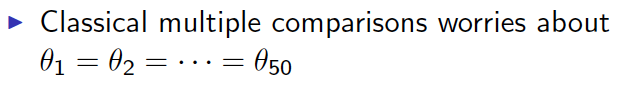 ▶ Classical multiple comparisons worries about
θ₁ = θ₂ = ⋯ = θ₅₀